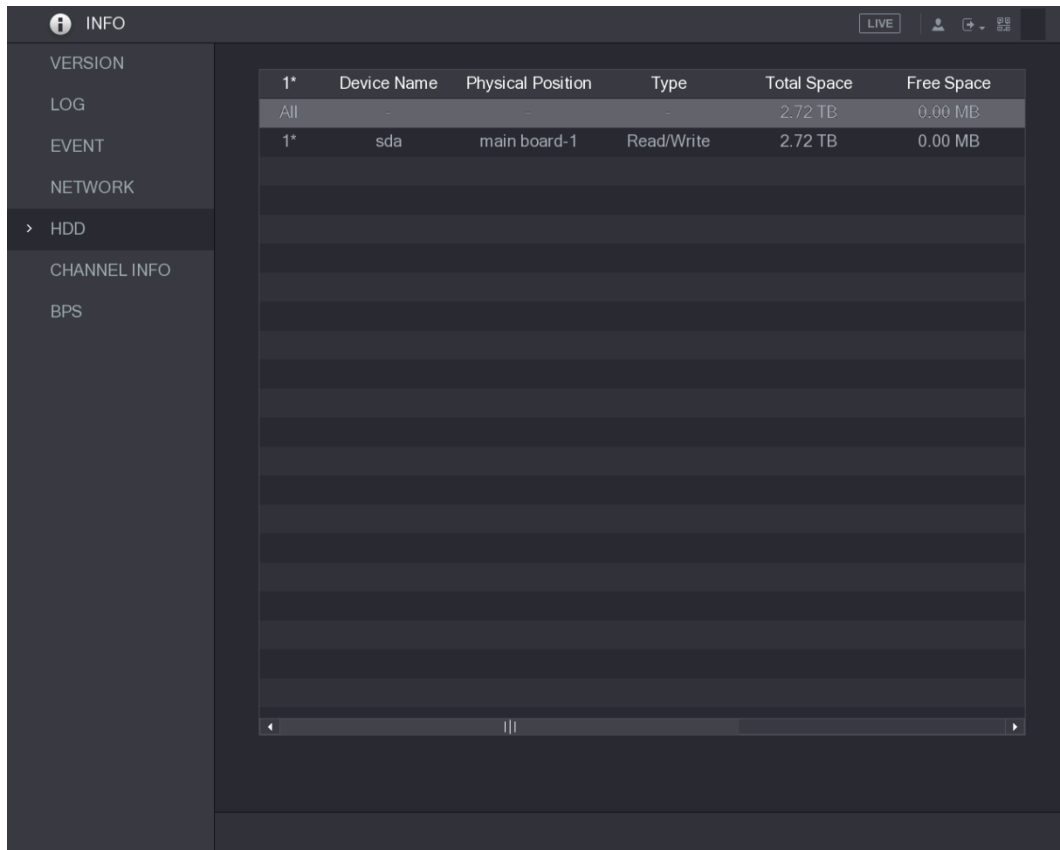 INFO
LIVE
VERSION
LOG
EVENT
NETWORK
> HDD
CHANNEL INFO
BPS
1* Device Name Physical Position Type Total Space Free Space
All - - - 2.72 TB 0.00 MB
1* sda main board-1 Read/Write 2.72 TB 0.00 MB